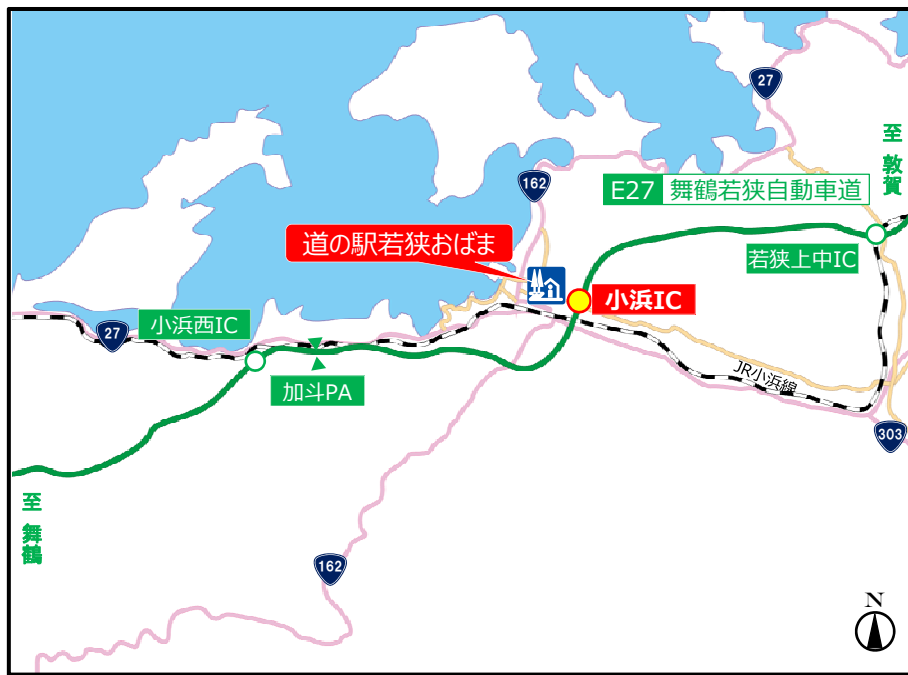 27
至 敦賀
162
E27 舞鶴若狭自動車道
道の駅若狭おばま
若狭上中IC
小浜IC
小浜西IC
27
加斗PA
JR小浜線
303
至 舞鶴
162
N